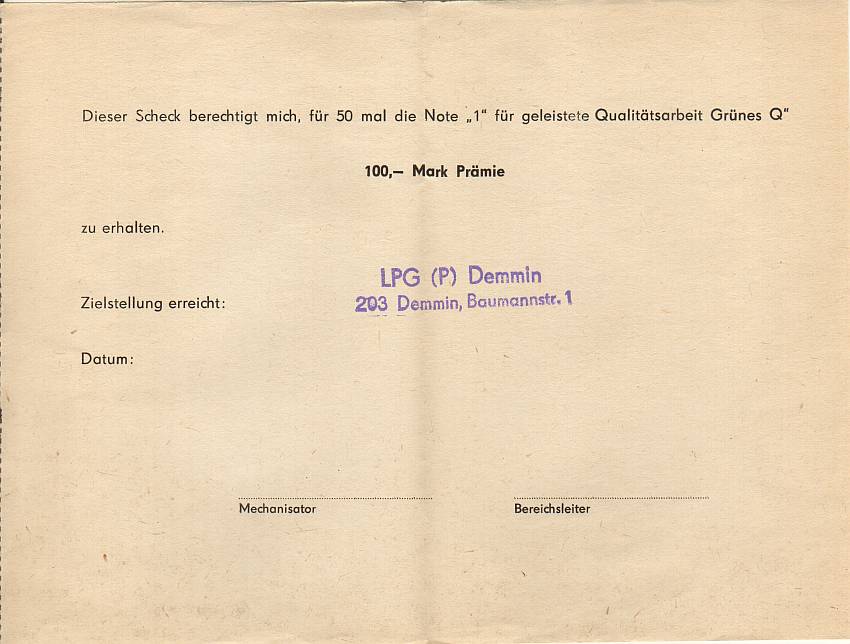 Dieser Scheck berechtigt mich, für 50 mal die Note „1“ für geleistete Qualitätsarbeit Grünes Q“
100,— Mark Prämie
zu erhalten.
LPG (P) Demmin
203 Demmin, Baumannstr. 1
Zielstellung erreicht:
Datum:
Mechanisator Bereichsleiter